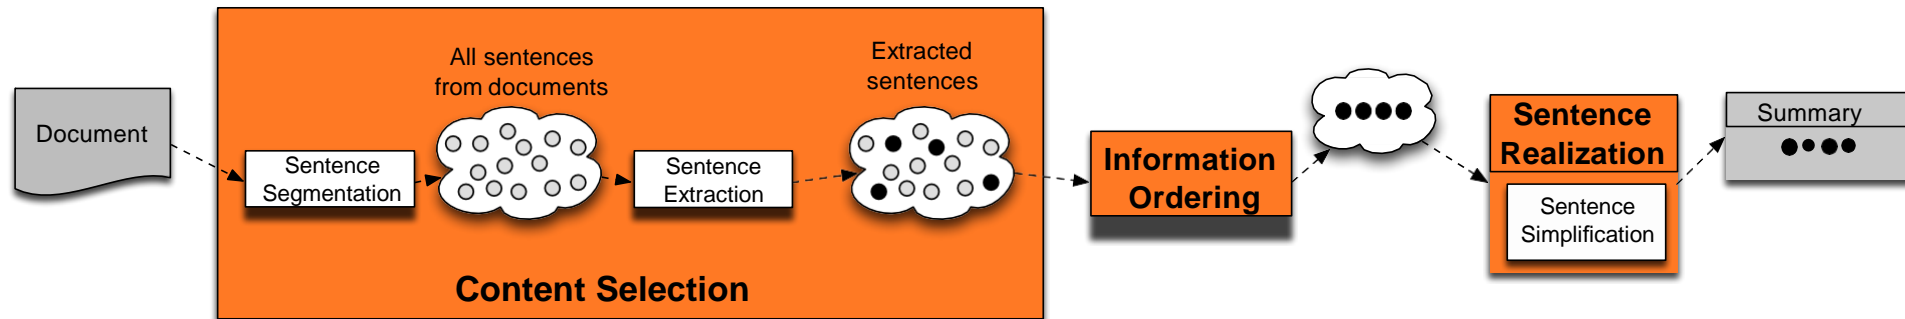 Document
Sentence
Segmentation
All sentences
from documents
Sentence
Extraction
Extracted
sentences
Content Selection
Information
Ordering
Sentence
Realization
Sentence
Simplification
Summary